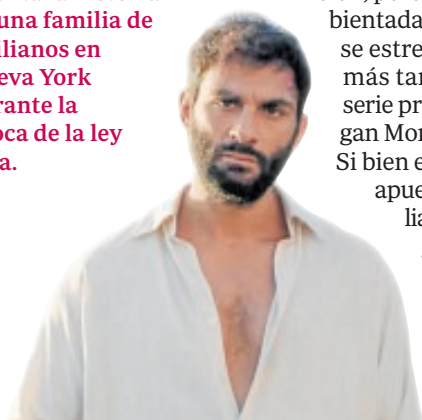 una familia de
ilianos en
eva York
rante la
oca de la ley
a.
bientada
se estre
más tar
serie pr
gan Mor
Si bien e
apue
lia